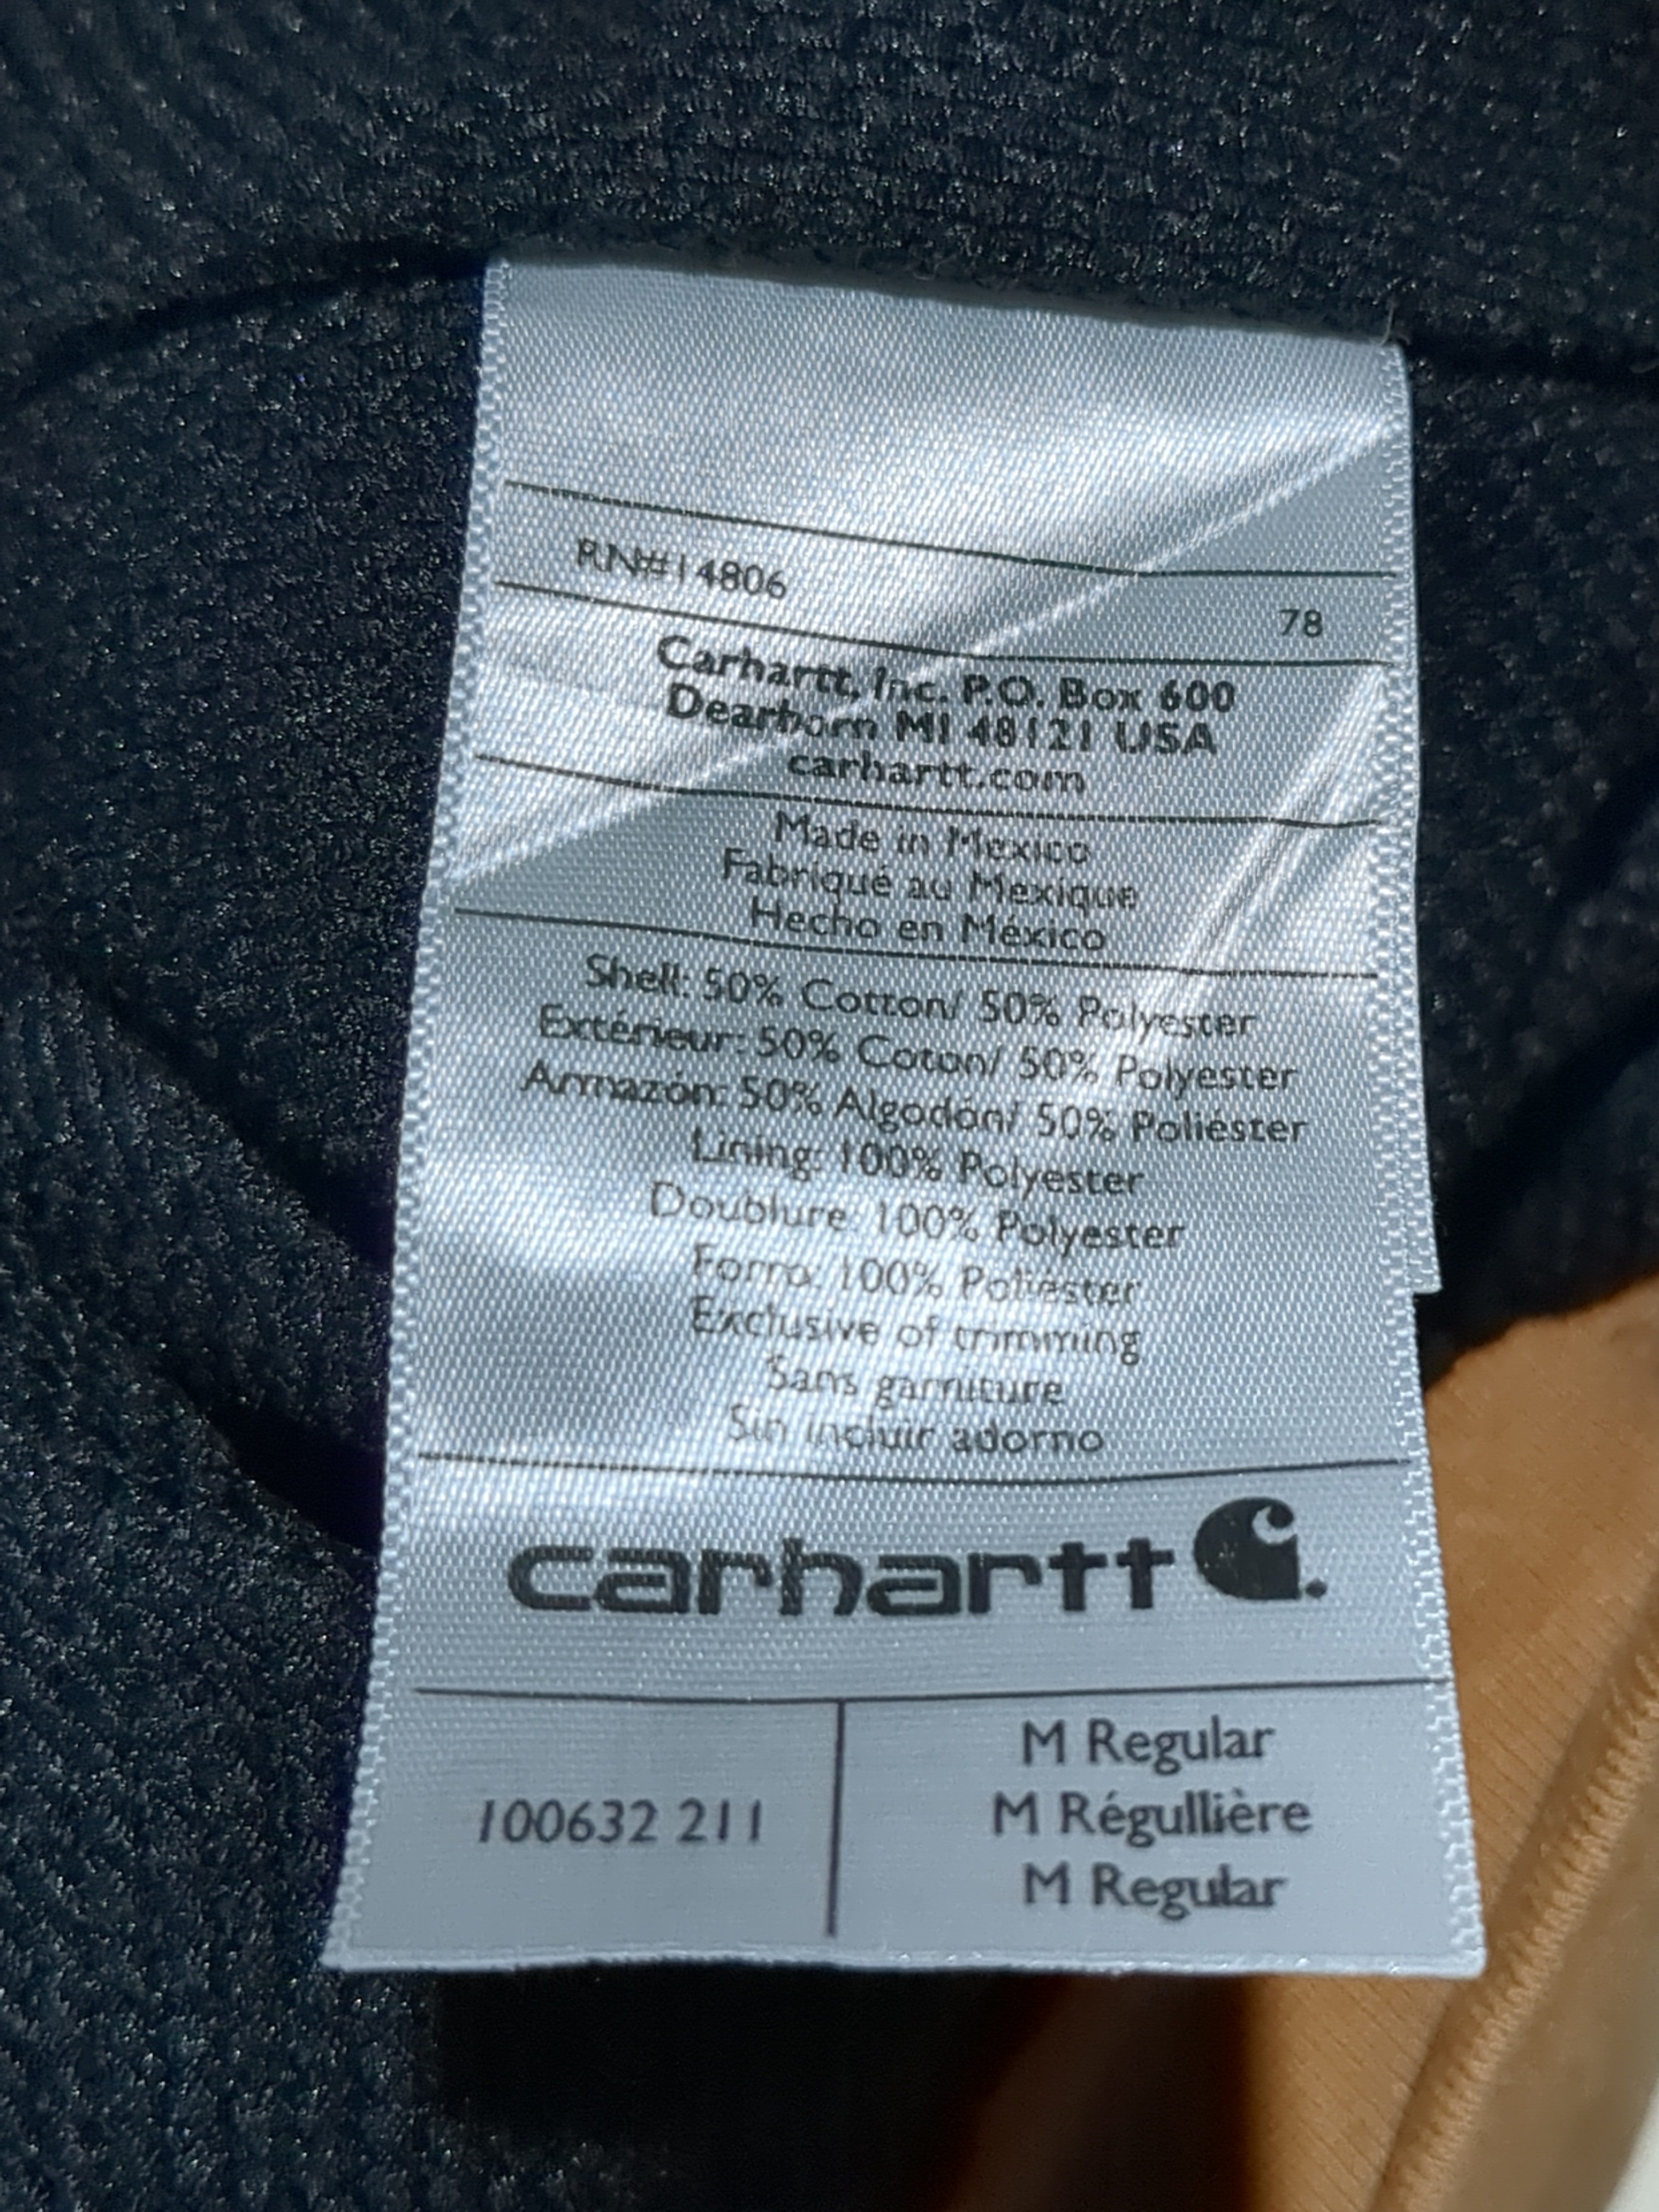 RN#14806
78
Carhartt, Inc. P.O. Box 600
Dearborn MI 48121 USA
carhartt.com
Made in Mexico
Fabriqué au Mexique
Hecho en México
Shell: 50% Cotton/ 50% Polyester
Extérieur: 50% Coton/ 50% Polyester
Armazón: 50% Algodón/ 50% Poliéster
Lining: 100% Polyester
Doublure: 100% Polyester
Forro: 100% Poliéster
Exclusive of trimming
Sans garniture
Sin incluir adorno
carhartt
100632 211
M Regular
M Régullière
M Regular